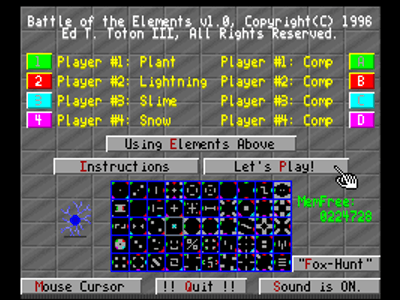 Battle of the Elements v1.0, Copyright(C) 1996
Ed T. Toton III, All Rights Reserved.
1 Player #1: Plant Player #1: Comp A
2 Player #2: Lightning Player #2: Comp B
3 Player #3: Slime Player #3: Comp C
4 Player #4: Snow Player #4: Comp D
Using Elements Above
Instructions Let's Play!
MemFree:
0224728
"Fox-Hunt"
Mouse Cursor !! Quit !! Sound is ON.